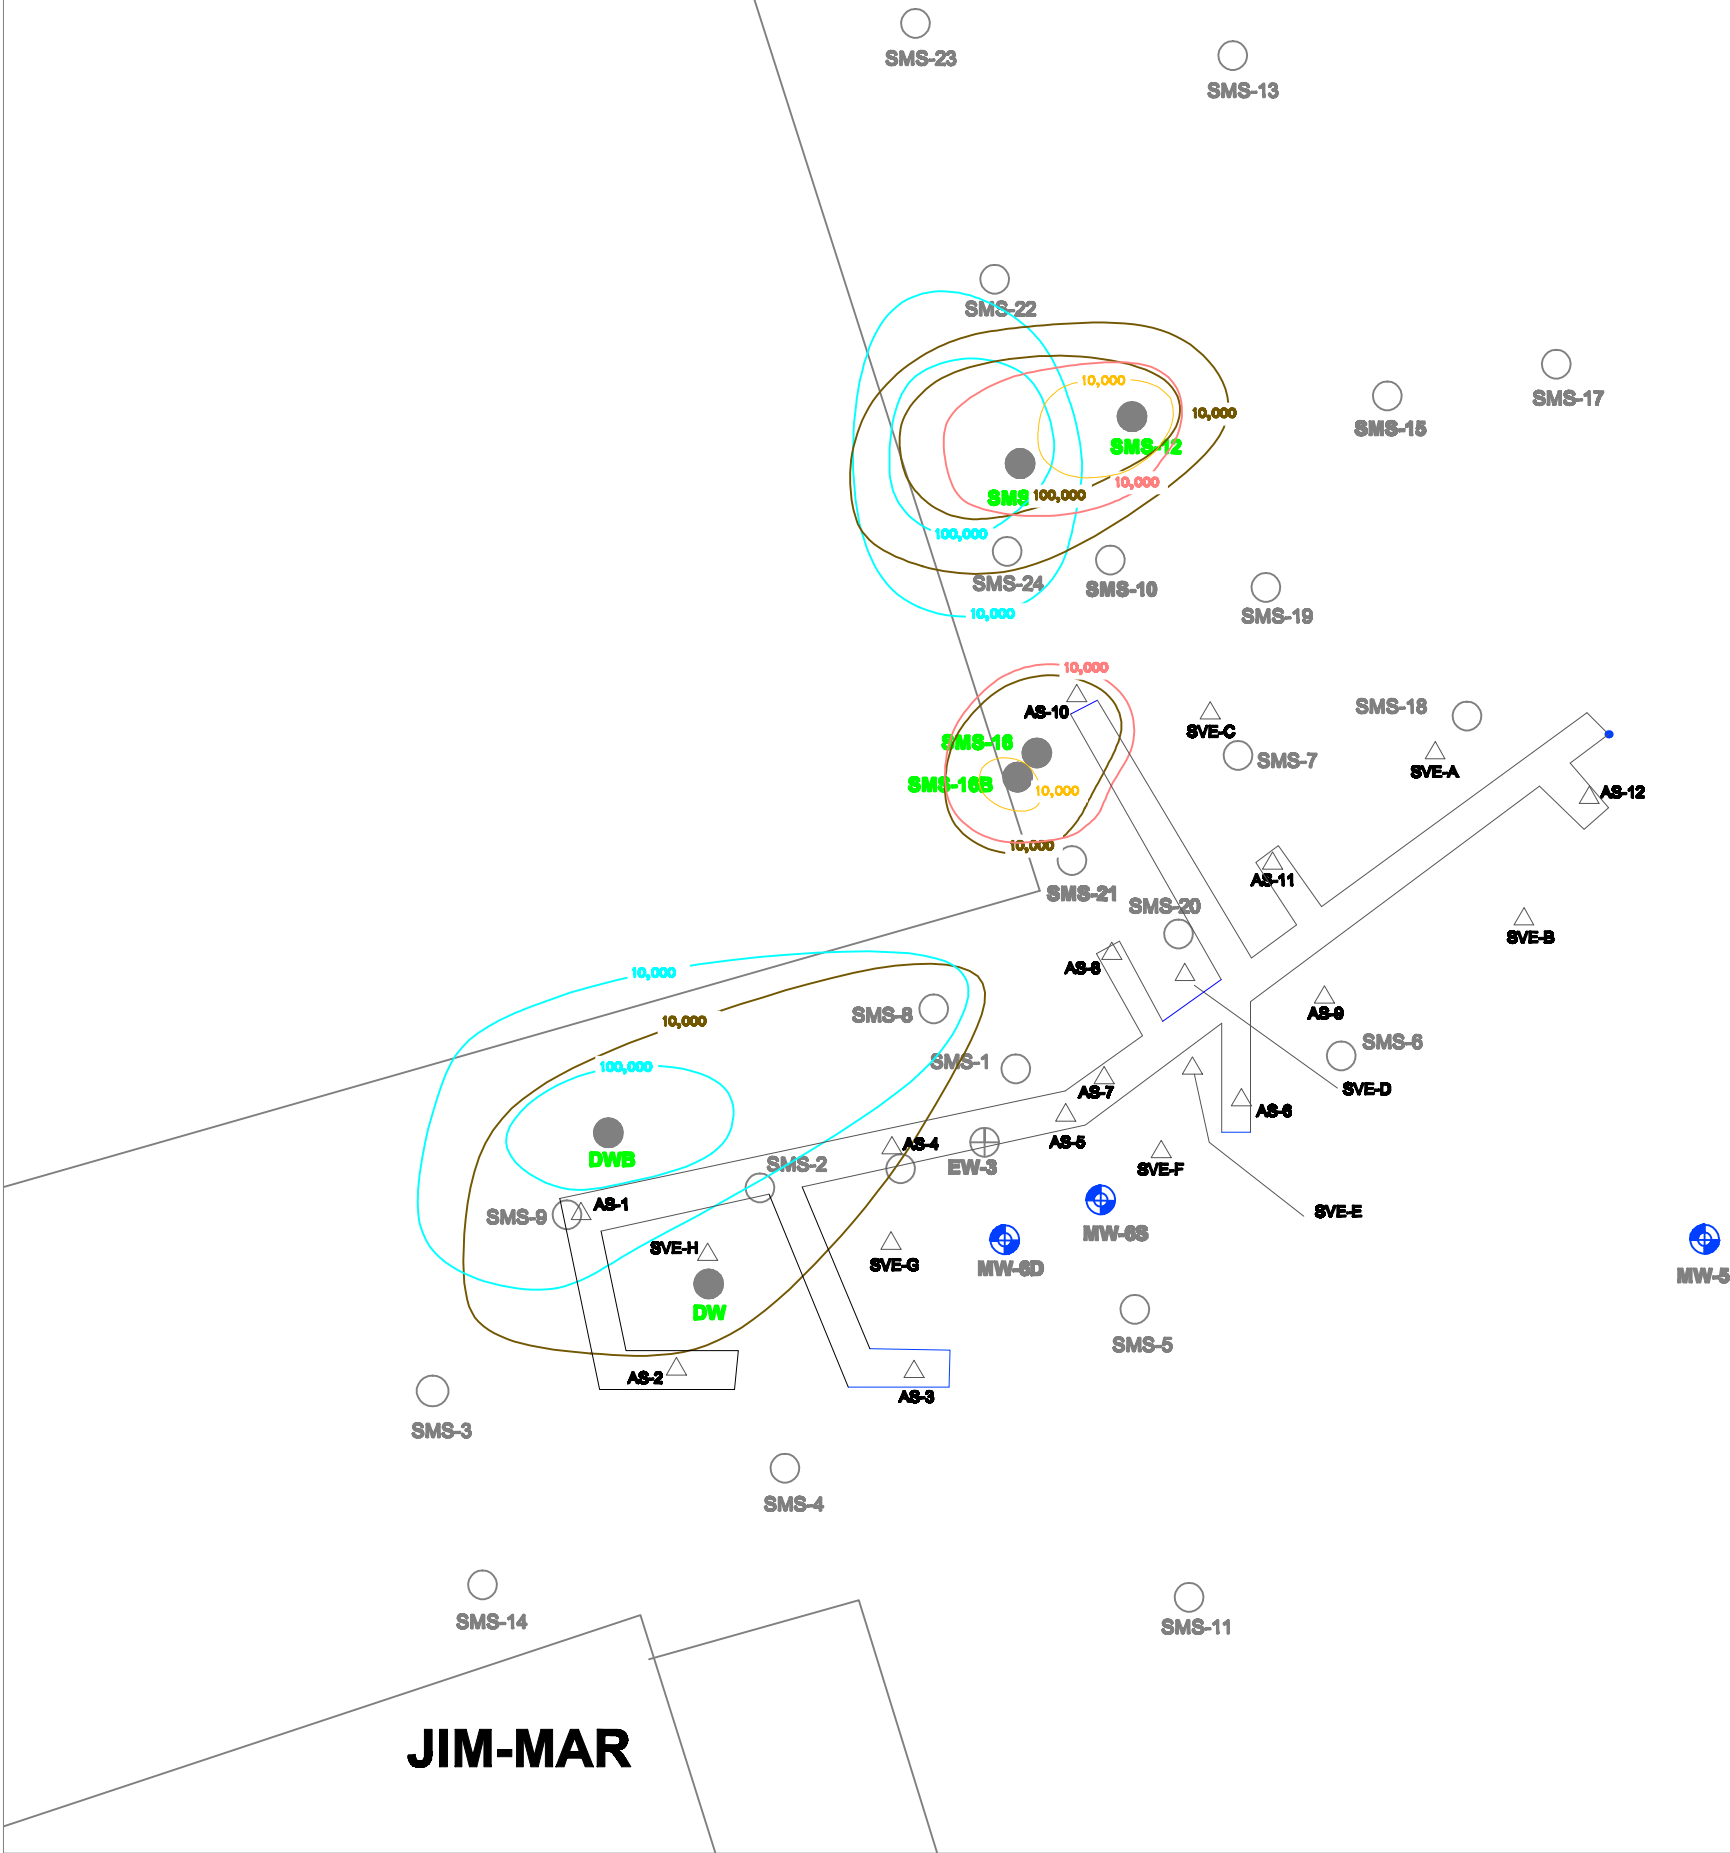 SMS-23
SMS-13
SMS-22
SMS-17
10,000
10,000
SMS-15
SMS-12
10,000
SMS
100,000
100,000
SMS-24
SMS-10
10,000
SMS-19
10,000
AS-10
SMS-18
SVE-C
SMS-16
SMS-7
SVE-A
SMS-16B
10,000
AS-12
10,000
AS-11
SMS-21
SMS-20
SVE-B
AS-8
10,000
SMS-8
AS-9
10,000
SMS-1
SMS-6
100,000
AS-7
SVE-D
AS-6
AS-4
AS-5
DWB
SMS-2
EW-3
SVE-F
AS-1
SMS-9
SVE-E
MW-6S
SVE-H
SVE-G
MW-6D
MW-5
DW
SMS-5
AS-2
AS-3
SMS-3
SMS-4
SMS-14
SMS-11
JIM-MAR